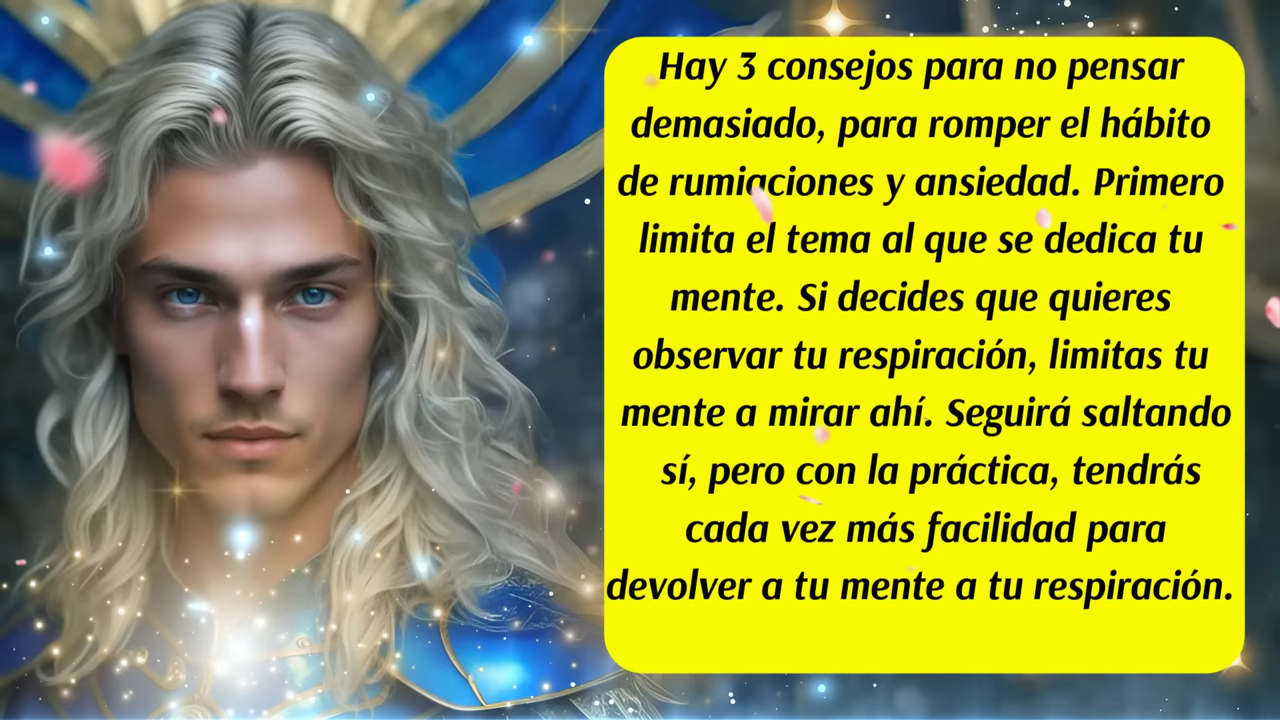 Hay 3 consejos para no pensar
demasiado, para romper el hábito
de rumiaciones y ansiedad. Primero
limita el tema al que se dedica tu
mente. Si decides que quieres
observar tu respiración, limitas tu
mente a mirar ahí. Seguirá saltando
sí, pero con la práctica, tendrás
cada vez más facilidad para
devolver a tu mente a tu respiración.